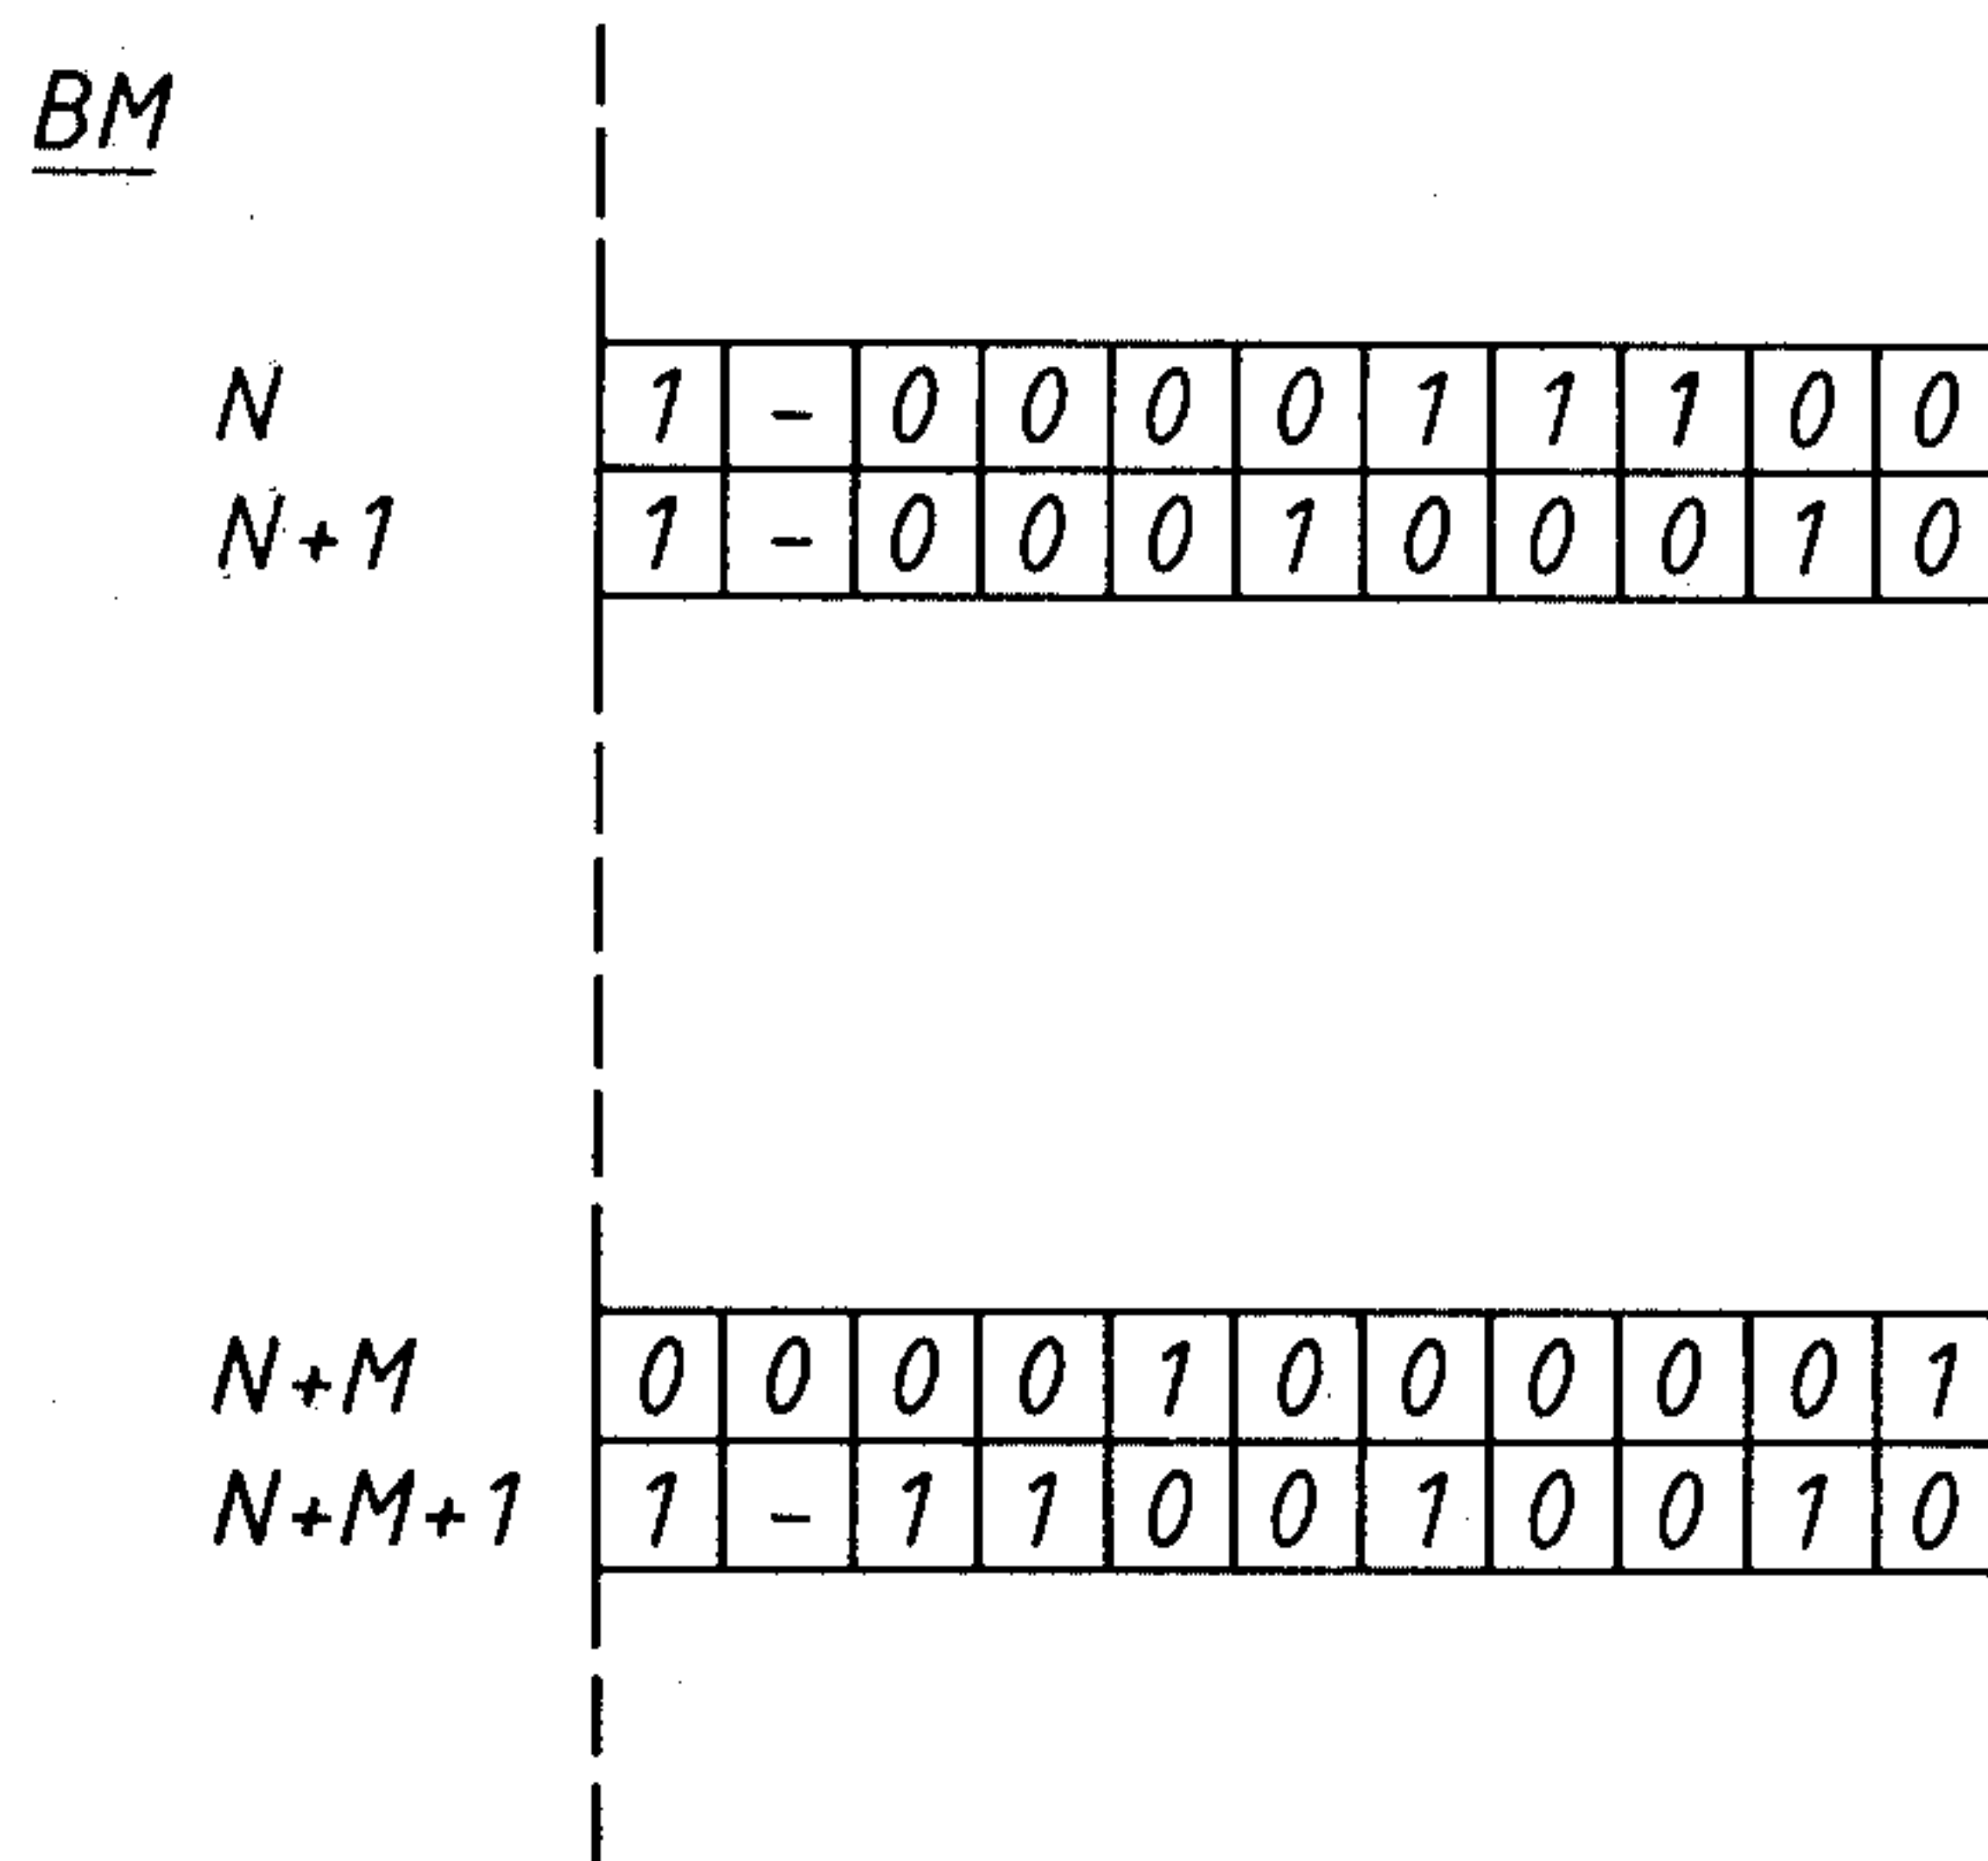 BM
N 1 - 0 0 0 0 1 1 1 0 0
N+1 1 - 0 0 0 1 0 0 0 1 0
N+M 0 0 0 0 1 0 0 0 0 0 1
N+M+1 1 - 1 1 0 0 1 0 0 1 0